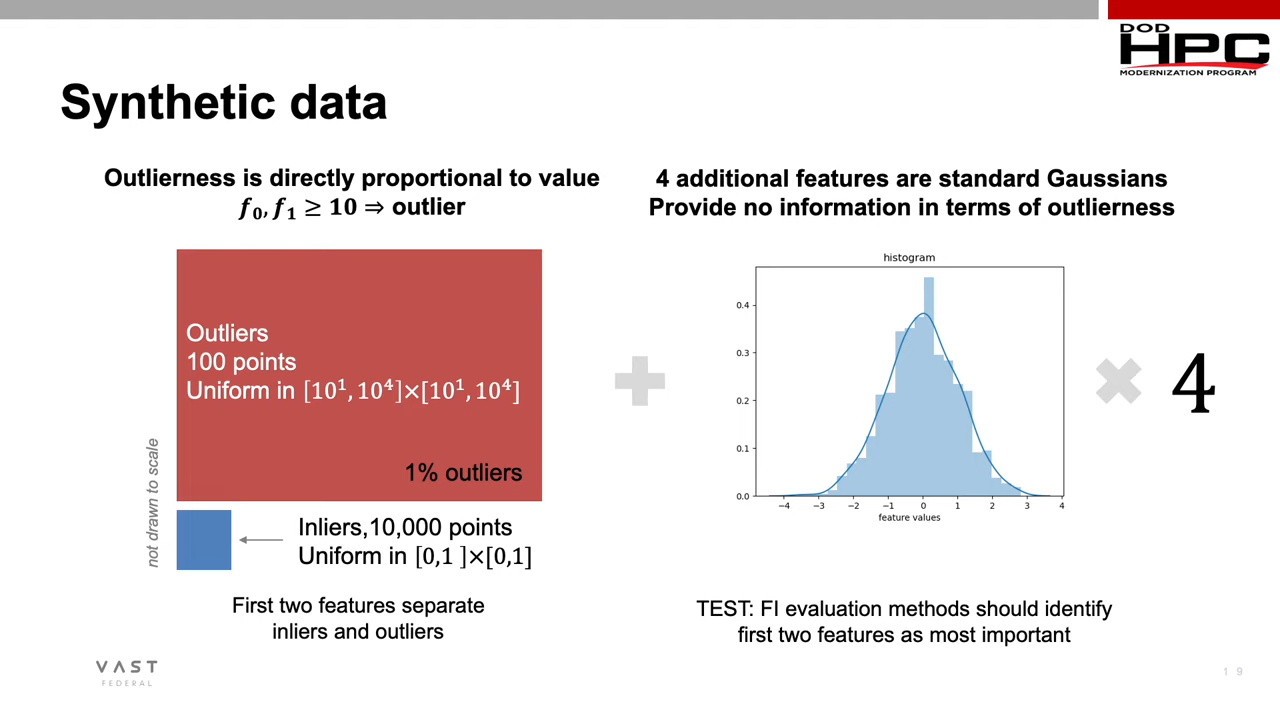 DOD
HPC
MODERNIZATION PROGRAM
Synthetic data
Outlierness is directly proportional to value
𝒇₀, 𝒇₁ ≥ 𝟏𝟎 ⇒ outlier
Outliers
100 points
Uniform in [10¹, 10⁴]×[10¹, 10⁴]
1% outliers
not drawn to scale
Inliers,10,000 points
Uniform in [0,1 ]×[0,1]
First two features separate
inliers and outliers
4 additional features are standard Gaussians
Provide no information in terms of outlierness
histogram
0.4
0.3
0.2
0.1
0.0
−4 −3 −2 −1 0 1 2 3 4
feature values
4
TEST: FI evaluation methods should identify
first two features as most important
VAST
FEDERAL
19